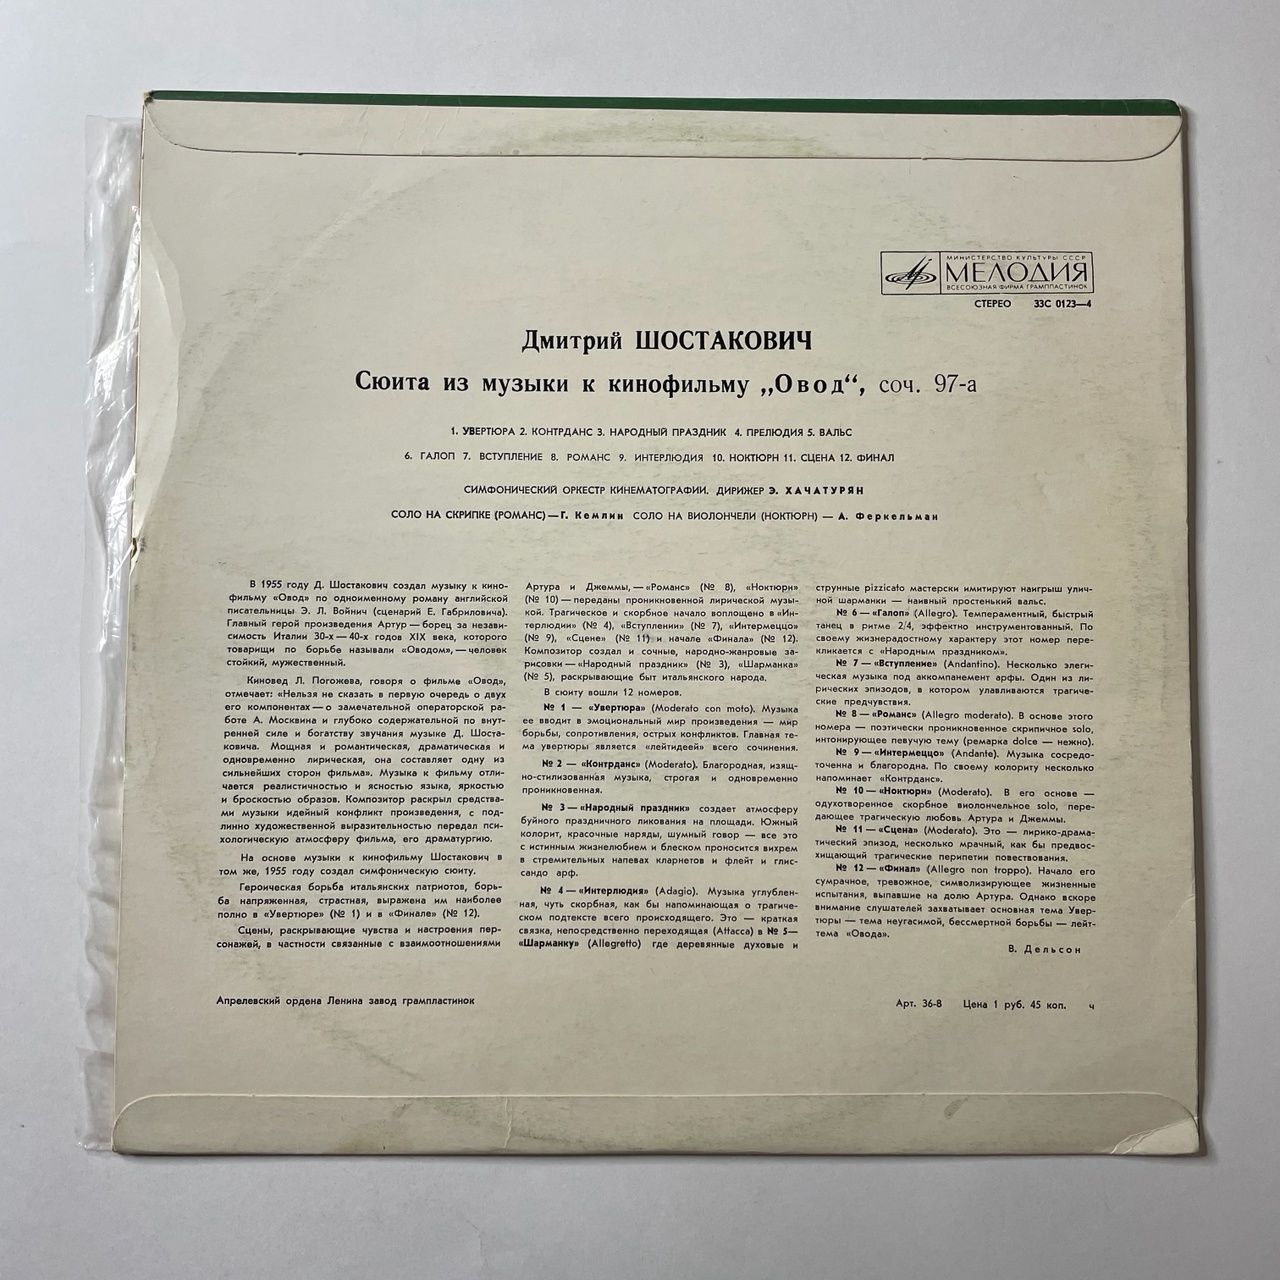 МИНИСТЕРСТВО КУЛЬТУРЫ СССР
МЕЛОДИЯ
ВСЕСОЮЗНАЯ ФИРМА ГРАМПЛАСТИНОК
СТЕРЕО 33С 0123—4
Дмитрий ШОСТАКОВИЧ
Сюита из музыки к кинофильму „Овод“, соч. 97-а
1. УВЕРТЮРА 2. КОНТРДАНС 3. НАРОДНЫЙ ПРАЗДНИК 4. ПРЕЛЮДИЯ 5. ВАЛЬС
6. ГАЛОП 7. ВСТУПЛЕНИЕ 8. РОМАНС 9. ИНТЕРЛЮДИЯ 10. НОКТЮРН 11. СЦЕНА 12. ФИНАЛ
СИМФОНИЧЕСКИЙ ОРКЕСТР КИНЕМАТОГРАФИИ. ДИРИЖЕР Э. ХАЧАТУРЯН
СОЛО НА СКРИПКЕ (РОМАНС) — Г. Кемлин СОЛО НА ВИОЛОНЧЕЛИ (НОКТЮРН) — А. Феркельман
В 1955 году Д. Шостакович создал музыку к кино-
фильму «Овод» по одноименному роману английской
писательницы Э. Л. Войнич (сценарий Е. Габриловича).
Главный герой произведения Артур — борец за незави-
симость Италии 30-х — 40-х годов XIX века, которого
товарищи по борьбе называли «Оводом», — человек
стойкий, мужественный.
Киновед Л. Погожева, говоря о фильме «Овод»,
отмечает: «Нельзя не сказать в первую очередь о двух
его компонентах — о замечательной операторской ра-
боте А. Москвина и глубоко содержательной по внут-
ренней силе и богатству звучания музыке Д. Шоста-
ковича. Мощная и романтическая, драматическая и
одновременно лирическая, она составляет одну из
сильнейших сторон фильма». Музыка к фильму отли-
чается реалистичностью и ясностью языка, яркостью
и броскостью образов. Композитор раскрыл средства-
ми музыки идейный конфликт произведения, с под-
линно художественной выразительностью передал пси-
хологическую атмосферу фильма, его драматургию.
На основе музыки к кинофильму Шостакович в
том же, 1955 году создал симфоническую сюиту.
Героическая борьба итальянских патриотов, борь-
ба напряженная, страстная, выражена им наиболее
полно в «Увертюре» (№ 1) и в «Финале» (№ 12).
Сцены, раскрывающие чувства и настроения пер-
сонажей, в частности связанные с взаимоотношениями
Артура и Джеммы, — «Романс» (№ 8), «Ноктюрн»
(№ 10) — переданы проникновенной лирической музы-
кой. Трагическое и скорбное начало воплощено в «Ин-
терлюдии» (№ 4), «Вступлении» (№ 7), «Интермеццо»
(№ 9), «Сцене» (№ 11) и начале «Финала» (№ 12).
Композитор создал и сочные, народно-жанровые за-
рисовки — «Народный праздник» (№ 3), «Шарманка»
(№ 5), раскрывающие быт итальянского народа.
В сюиту вошли 12 номеров.
№ 1 — «Увертюра» (Moderato con moto). Музыка
ее вводит в эмоциональный мир произведения — мир
борьбы, сопротивления, острых конфликтов. Главная те-
ма увертюры является «лейтидеей» всего сочинения.
№ 2 — «Контрданс» (Moderato). Благородная, изящ-
но-стилизованная музыка, строгая и одновременно
проникновенная.
№ 3 — «Народный праздник» создает атмосферу
буйного праздничного ликования на площади. Южный
колорит, красочные наряды, шумный говор — все это
с истинным жизнелюбием и блеском проносится вихрем
в стремительных напевах кларнетов и флейт и глис-
сандо арф.
№ 4 — «Интерлюдия» (Adagio). Музыка углублен-
ная, чуть скорбная, как бы напоминающая о трагиче-
ском подтексте всего происходящего. Это — краткая
связка, непосредственно переходящая (Attacca) в № 5—
«Шарманку» (Allegretto) где деревянные духовые и
струнные pizzicato мастерски имитируют наигрыш улич-
ной шарманки — наивный простенький вальс.
№ 6 — «Галоп» (Allegro). Темпераментный, быстрый
танец в ритме 2/4, эффектно инструментованный. По
своему жизнерадостному характеру этот номер пере-
кликается с «Народным праздником».
№ 7 — «Вступление» (Andantino). Несколько элеги-
ческая музыка под аккомпанемент арфы. Один из ли-
рических эпизодов, в котором улавливаются трагиче-
ские предчувствия.
№ 8 — «Романс» (Allegro moderato). В основе этого
номера — поэтически проникновенное скрипичное solo,
интонирующее певучую тему (ремарка dolce — нежно).
№ 9 — «Интермеццо» (Andante). Музыка сосредо-
точенна и благородна. По своему колориту несколько
напоминает «Контрданс».
№ 10 — «Ноктюрн» (Moderato). В его основе —
одухотворенное скорбное виолончельное solo, пере-
дающее трагическую любовь Артура и Джеммы.
№ 11 — «Сцена» (Moderato). Это — лирико-драма-
тический эпизод, несколько мрачный, как бы предвос-
хищающий трагические перипетии повествования.
№ 12 — «Финал» (Allegro non troppo). Начало его
сумрачное, тревожное, символизирующее жизненные
испытания, выпавшие на долю Артура. Однако вскоре
внимание слушателей захватывает основная тема Увер-
тюры — тема неугасимой, бессмертной борьбы — лейт-
тема «Овода».
В. Дельсон
Апрелевский ордена Ленина завод грампластинок
Арт. 36-8 Цена 1 руб. 45 коп. ч